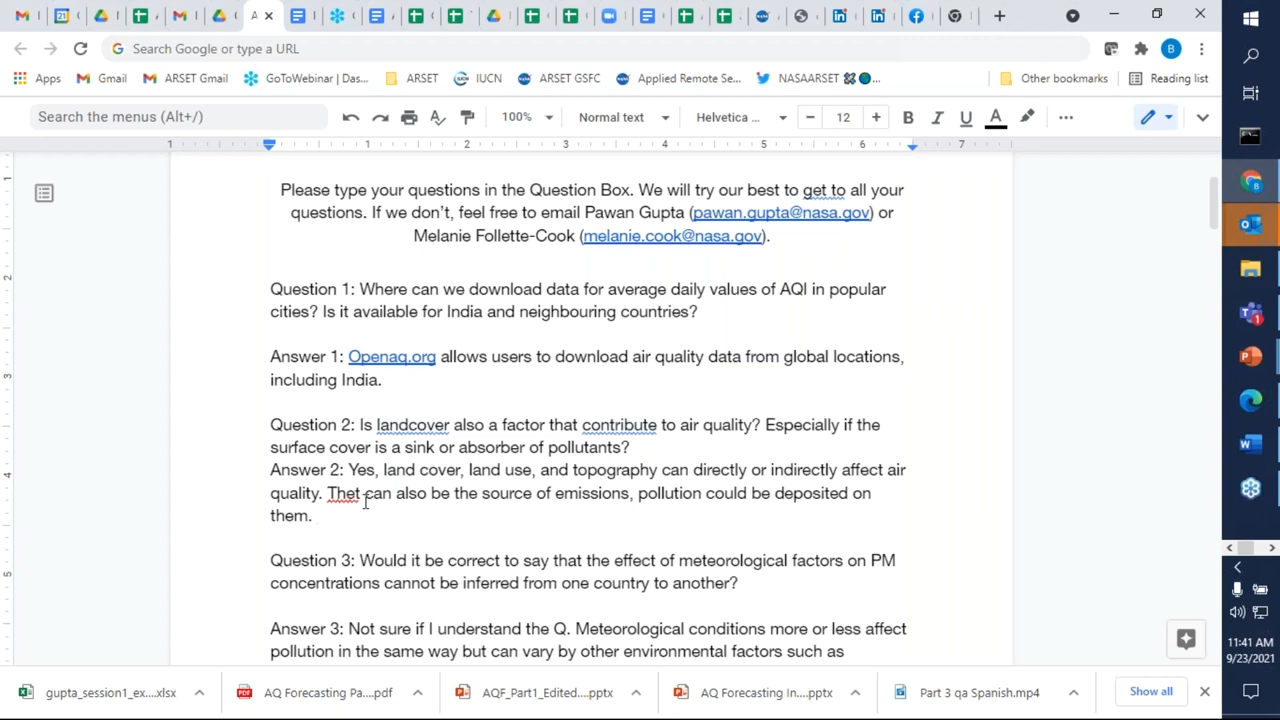 A
Search Google or type a URL
B
Apps
Gmail
ARSET Gmail
GoToWebinar | Das...
ARSET
IUCN
ARSET GSFC
Applied Remote Se...
NASAARSET
Other bookmarks
Reading list
Search the menus (Alt+/)
100%
Normal text
Helvetica ...
12
B I U A
1 1 2 3 4 5 6 7
Please type your questions in the Question Box. We will try our best to get to all your
questions. If we don't, feel free to email Pawan Gupta (pawan.gupta@nasa.gov) or
Melanie Follette-Cook (melanie.cook@nasa.gov).
Question 1: Where can we download data for average daily values of AQI in popular
cities? Is it available for India and neighbouring countries?
Answer 1: Openaq.org allows users to download air quality data from global locations,
including India.
Question 2: Is landcover also a factor that contribute to air quality? Especially if the
surface cover is a sink or absorber of pollutants?
Answer 2: Yes, land cover, land use, and topography can directly or indirectly affect air
quality. Thet can also be the source of emissions, pollution could be deposited on
them.
Question 3: Would it be correct to say that the effect of meteorological factors on PM
concentrations cannot be inferred from one country to another?
Answer 3: Not sure if I understand the Q. Meteorological conditions more or less affect
pollution in the same way but can vary by other environmental factors such as
gupta_session1_ex....xlsx
AQ Forecasting Pa....pdf
AQF_Part1_Edited....pptx
AQ Forecasting In....pptx
Part 3 qa Spanish.mp4
Show all
11:41 AM
9/23/2021